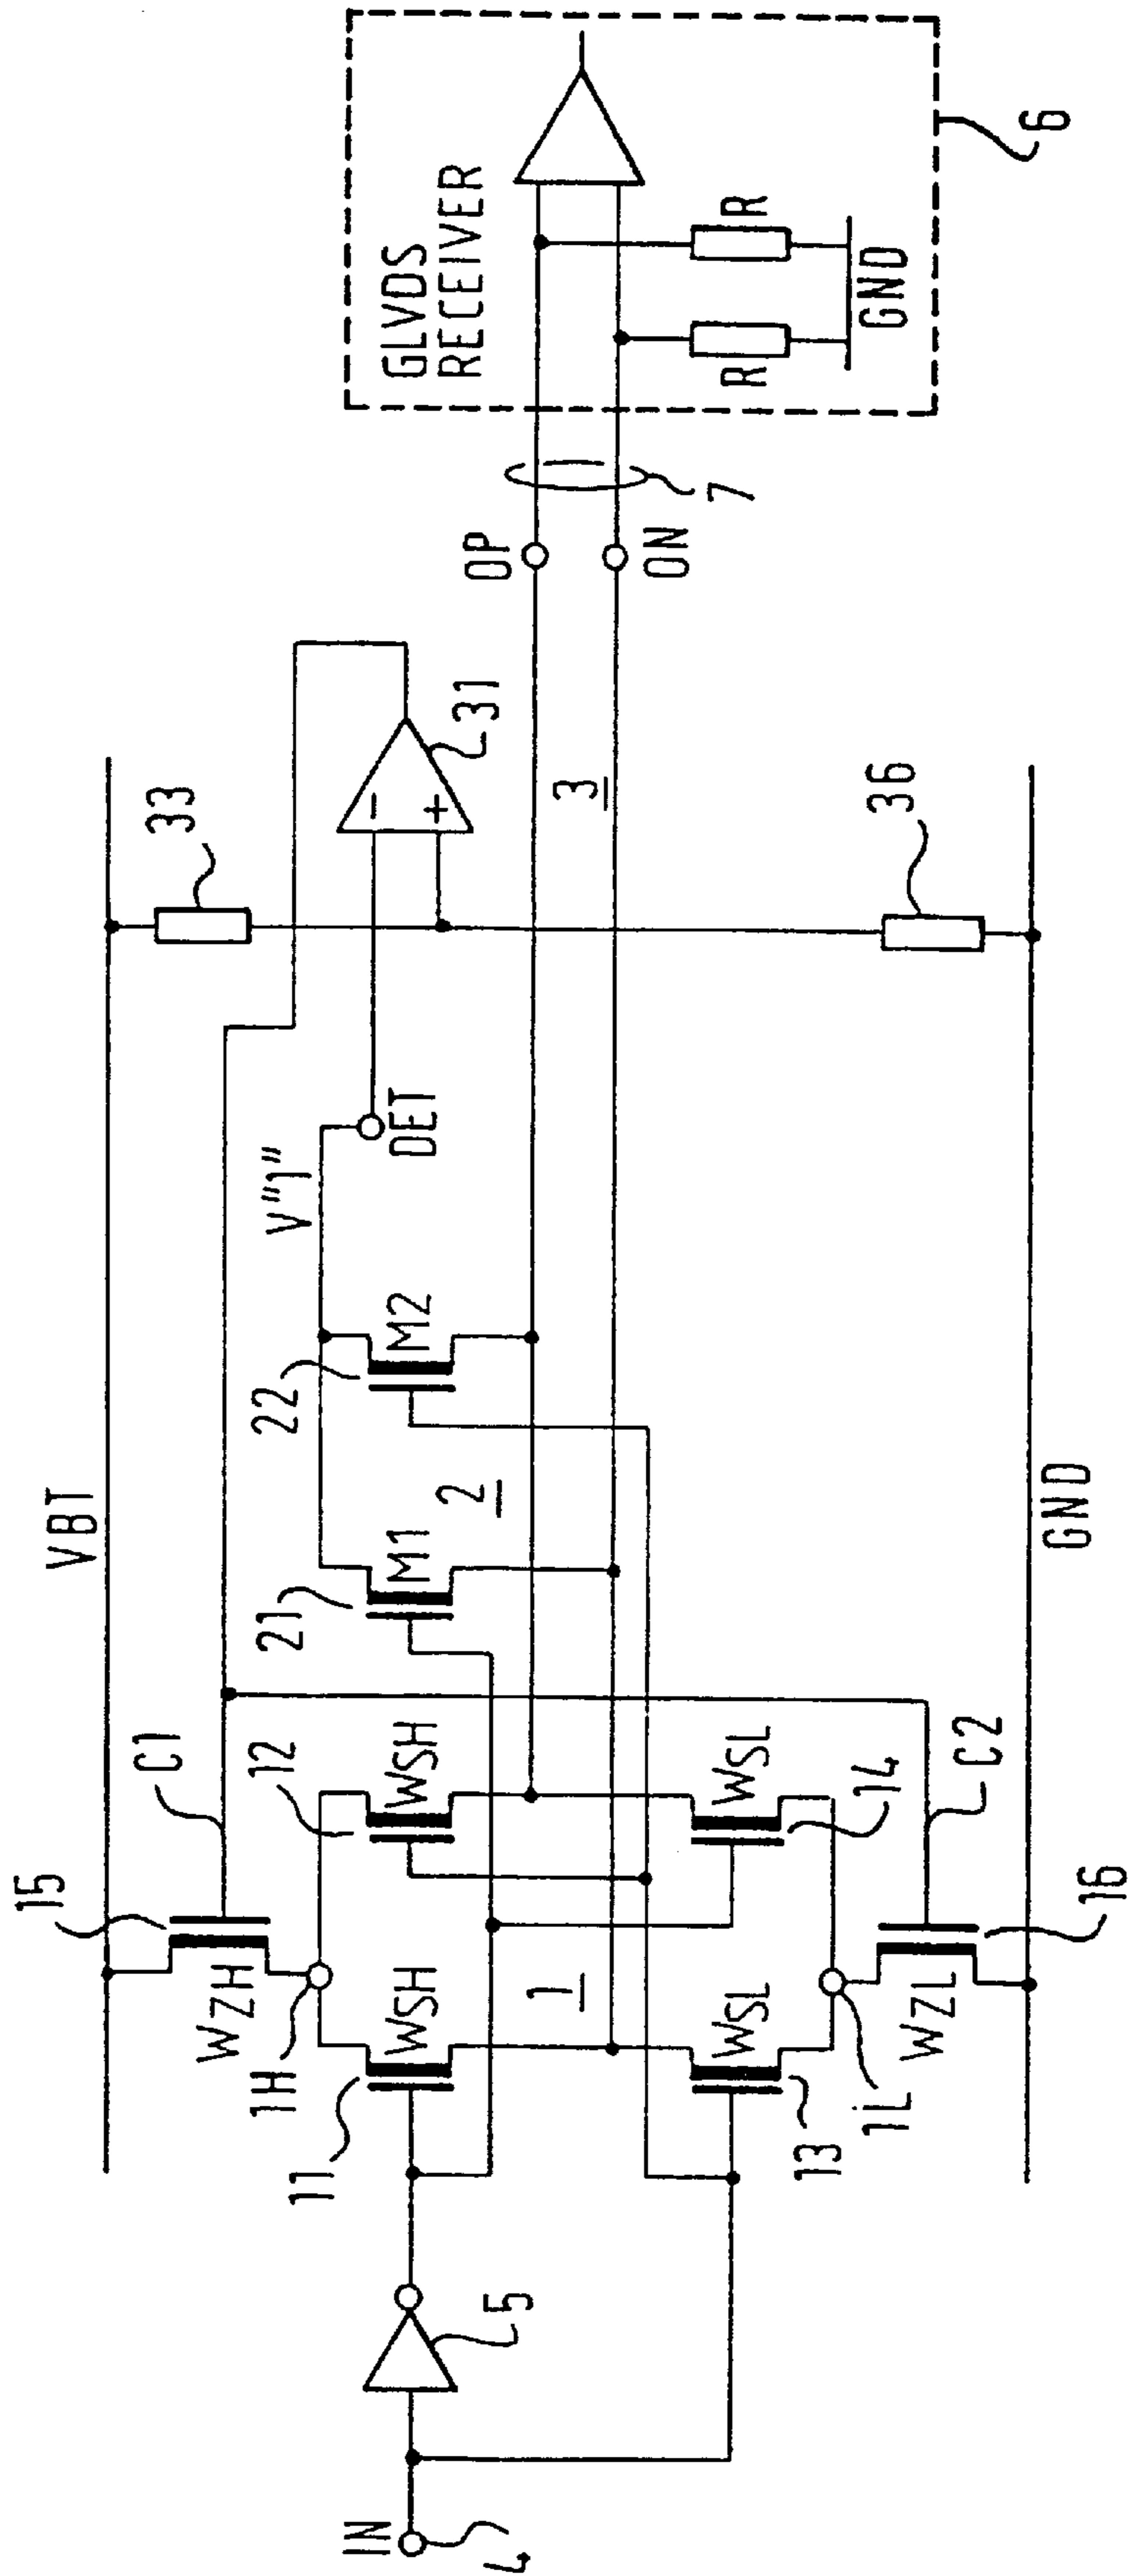 VBT
33
15
C1
WZH
1H
11
WSH
12
WSH
21
M1
22
M2
V"1"
DET
-
+
31
OP
GLVDS
RECEIVER
IN
4
5
1
2
3
ON
7
R
R
GND
6
13
WSL
WSL
14
1L
WZL
16
C2
GND
36